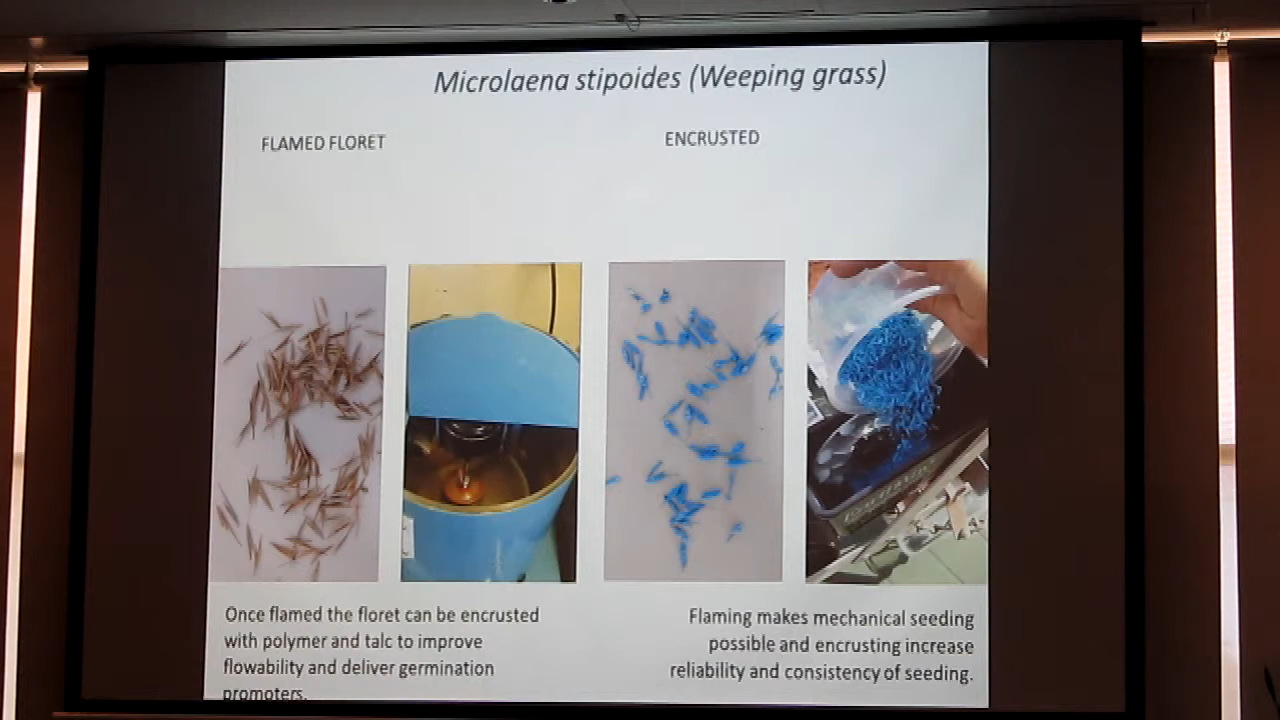 Microlaena stipoides (Weeping grass)
FLAMED FLORET
ENCRUSTED
Once flamed the floret can be encrusted
with polymer and talc to improve
flowability and deliver germination
promoters.
Flaming makes mechanical seeding
possible and encrusting increase
reliability and consistency of seeding.